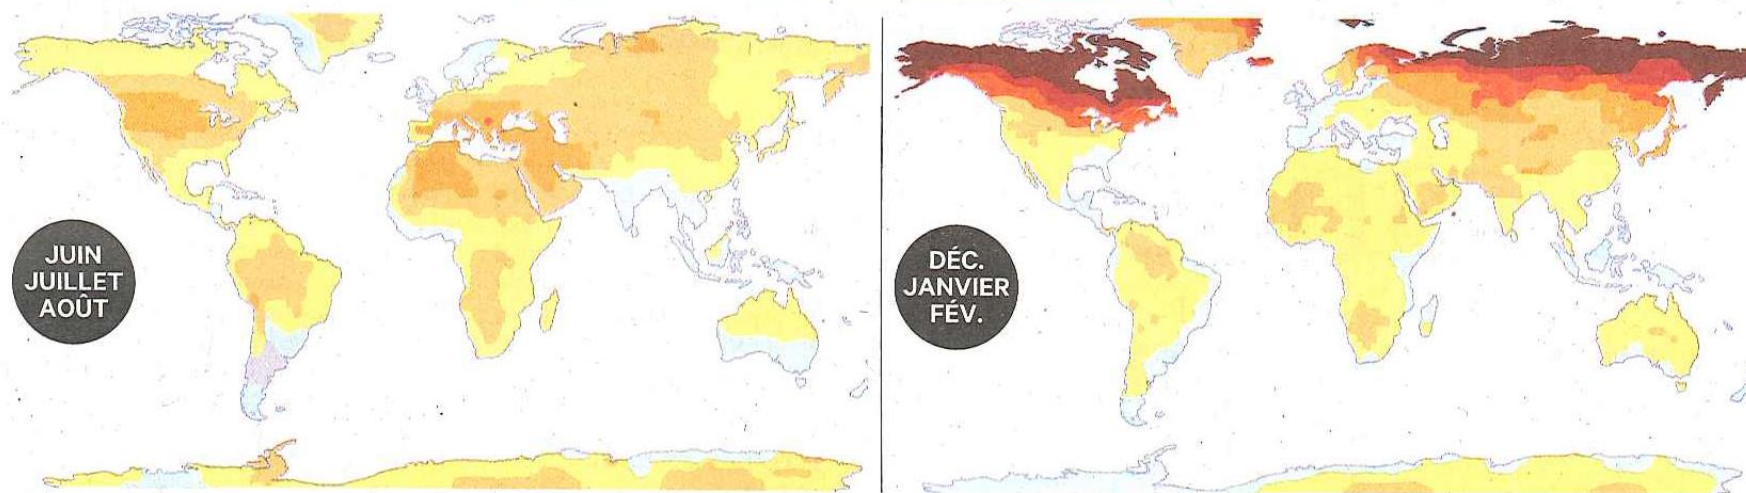 JUIN
JUILLET
AOÛT
DÉC.
JANVIER
FÉV.